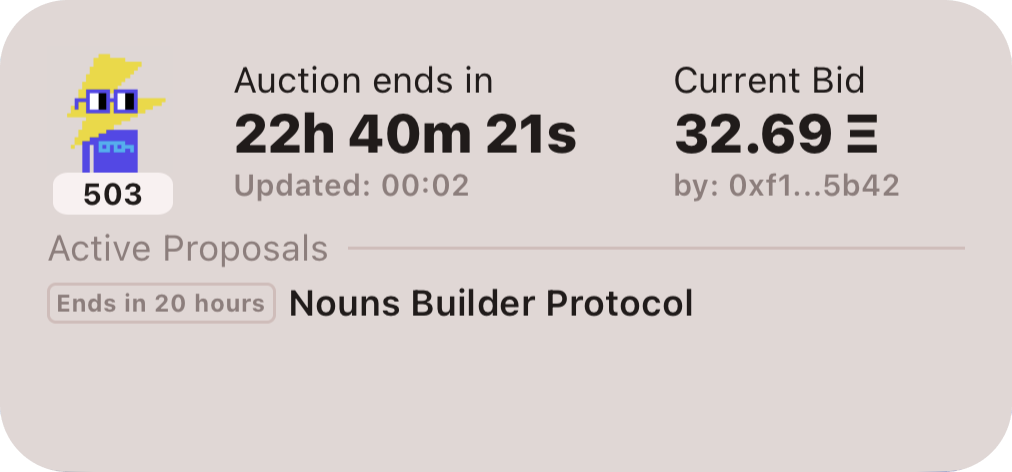 Auction ends in
22h 40m 21s
Updated: 00:02
Current Bid
32.69 Ξ
by: 0xf1...5b42
503
Active Proposals
Ends in 20 hours
Nouns Builder Protocol